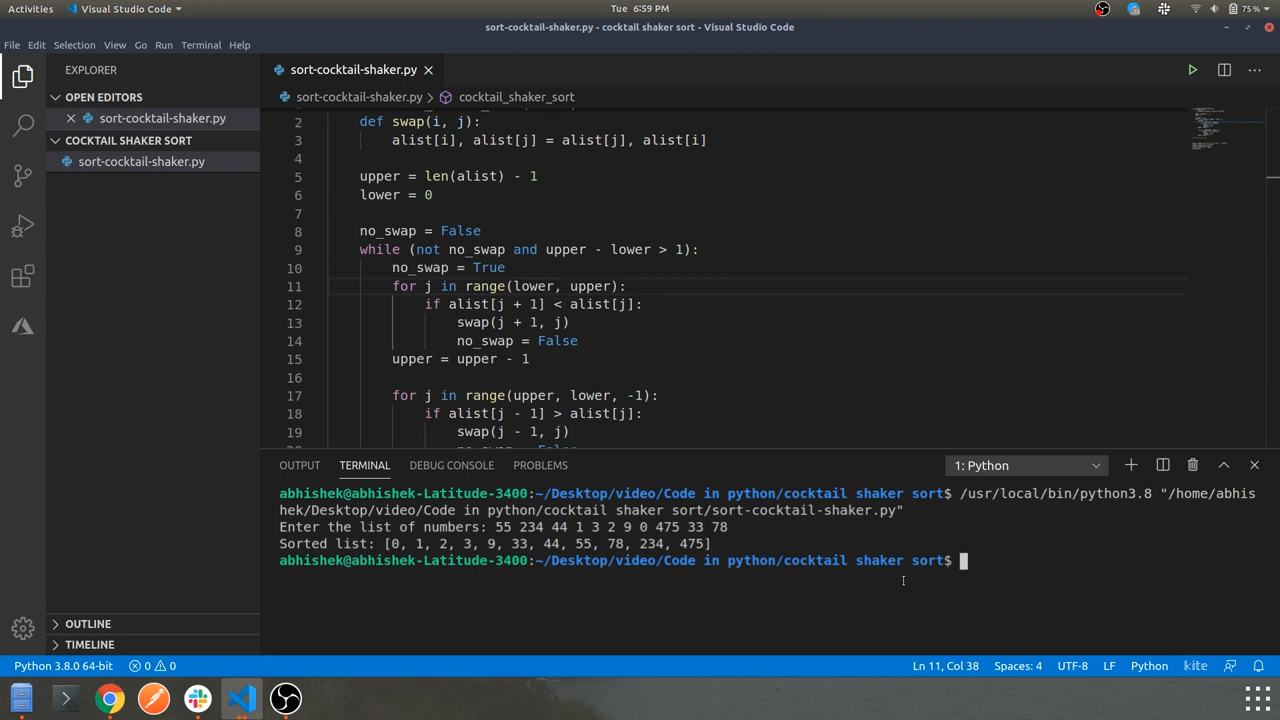 Activities
Visual Studio Code
Tue 6:59 PM
75%
sort-cocktail-shaker.py - cocktail shaker sort - Visual Studio Code
File Edit Selection View Go Run Terminal Help
EXPLORER
OPEN EDITORS
sort-cocktail-shaker.py
COCKTAIL SHAKER SORT
sort-cocktail-shaker.py
sort-cocktail-shaker.py
sort-cocktail-shaker.py > cocktail_shaker_sort
2 def swap(i, j):
3 alist[i], alist[j] = alist[j], alist[i]
4
5 upper = len(alist) - 1
6 lower = 0
7
8 no_swap = False
9 while (not no_swap and upper - lower > 1):
10 no_swap = True
11 for j in range(lower, upper):
12 if alist[j + 1] < alist[j]:
13 swap(j + 1, j)
14 no_swap = False
15 upper = upper - 1
16
17 for j in range(upper, lower, -1):
18 if alist[j - 1] > alist[j]:
19 swap(j - 1, j)
OUTPUT TERMINAL DEBUG CONSOLE PROBLEMS
1: Python
abhishek@abhishek-Latitude-3400:~/Desktop/video/Code in python/cocktail shaker sort$ /usr/local/bin/python3.8 "/home/abhis
hek/Desktop/video/Code in python/cocktail shaker sort/sort-cocktail-shaker.py"
Enter the list of numbers: 55 234 44 1 3 2 9 0 475 33 78
Sorted list: [0, 1, 2, 3, 9, 33, 44, 55, 78, 234, 475]
abhishek@abhishek-Latitude-3400:~/Desktop/video/Code in python/cocktail shaker sort$
OUTLINE
TIMELINE
Python 3.8.0 64-bit
0
0
Ln 11, Col 38
Spaces: 4
UTF-8
LF
Python
kite